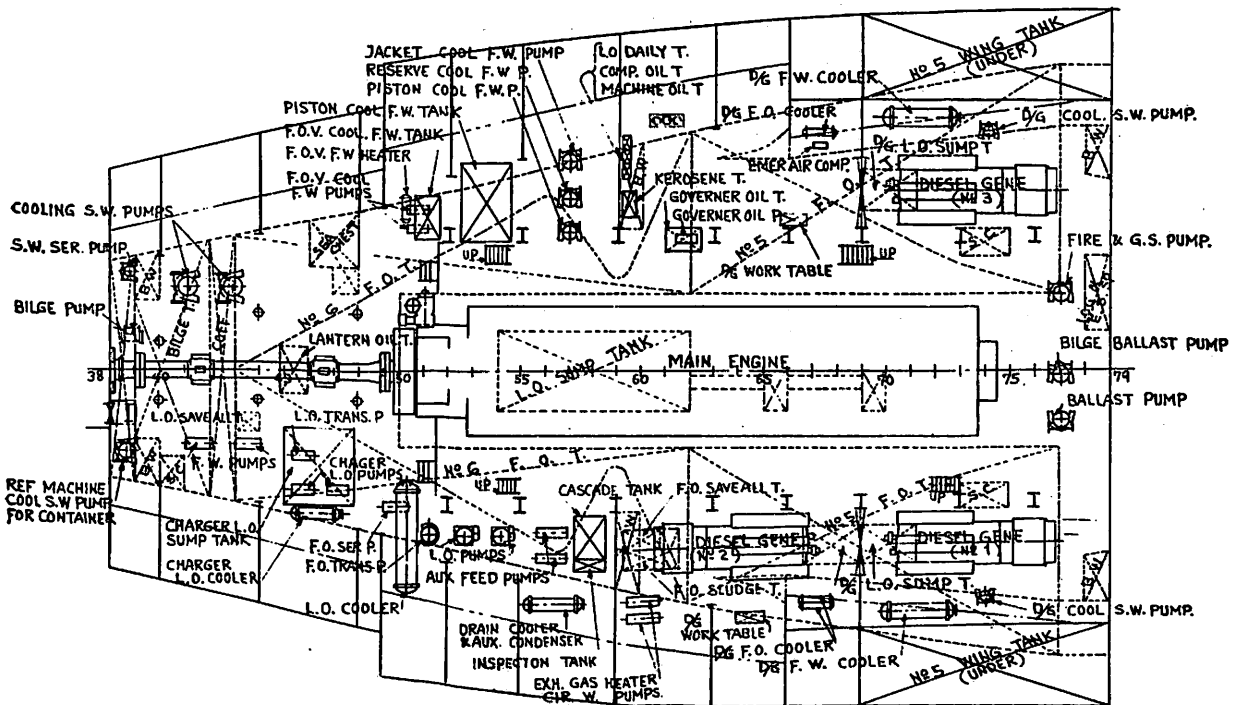 JACKET COOL F.W. PUMP
RESERVE COOL F.W P.
PISTON COOL F.W.P.
LO DAILY T.
COMP. OIL T
MACHINE OIL T
D/G F.W. COOLER
No 5 WING TANK
(UNDER)
PISTON COOL F.W. TANK
F.O.V. COOL F.W. TANK
F.O.V. F.W HEATER
F.O.V. COOL
F.W PUMPS
D/G F.O. COOLER
D/G COOL. S.W. PUMP.
EMER AIR COMP.
D/G L.O. SUMP T
DIESEL GENE
(No 3)
KEROSENE T.
GOVERNER OIL T.
GOVERNER OIL P.
COOLING S.W. PUMPS
S.W. SER. PUMP.
SEA CHEST
UP
D/G WORK TABLE
UP
S.C
FIRE & G.S. PUMP.
No 5 F. O. T
B.W
BILGE PUMP
BILGE T.
COFF
No 6 F. O. T.
LANTERN OIL T.
L.O. SUMP TANK
MAIN ENGINE
BILGE BALLAST PUMP
38
50
55
60
65
70
75
79
BALLAST PUMP
L.O. SAVEALL T.
L.O. TRANS. P
F. W. PUMPS
CHAGER
L.O PUMPS
No 6 F. O. T
UP
CASCADE TANK
F.O. SAVEALL T.
No 5 F. O. T
UP
S.C
REF MACHINE
COOL S.W PUMP
FOR CONTAINER
B.W
S.C
CHARGER L.O.
SUMP TANK
F.O. SER P.
F.O. TRANS P.
L.O. PUMPS
AUX FEED PUMPS
B.W
DIESEL GENE
(No 2)
DIESEL GENE
(No 1)
CHARGER
L.O. COOLER
L.O. COOLER
F.O. SLUDGE T.
D/G L.O. SUMP T.
B.W
D/G COOL S.W. PUMP.
DRAIN COOLER
& AUX. CONDENSER
INSPECTION TANK
EXH. GAS HEATER
CIR. W. PUMPS.
D/G WORK TABLE
D/G F.O. COOLER
D/G F. W. COOLER
No 5 WING TANK
(UNDER)